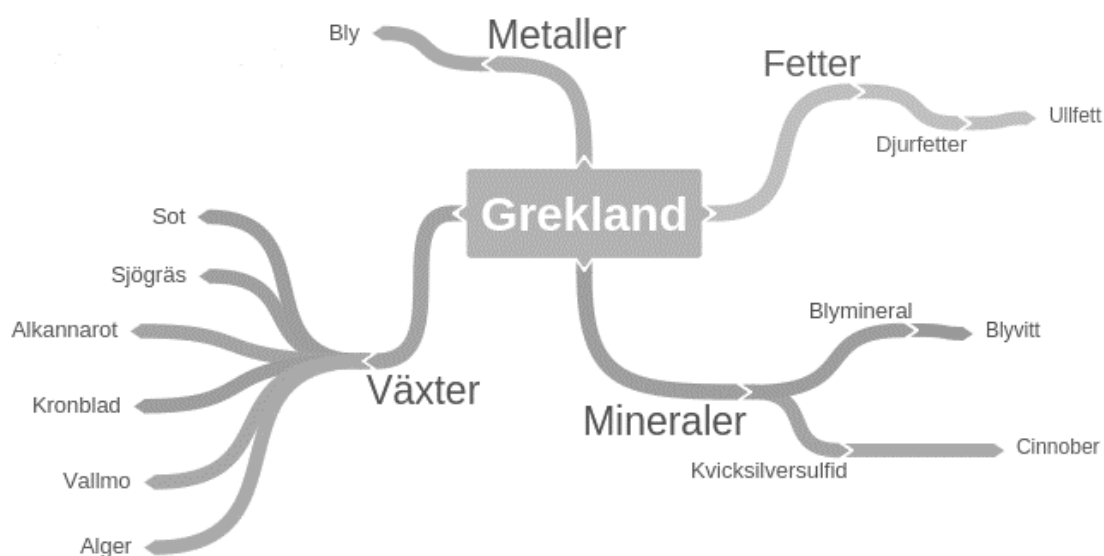 Bly
Metaller
Fetter
Ullfett
Djurfetter
Grekland
Sot
Sjögräs
Alkannarot
Kronblad
Vallmo
Alger
Växter
Blymineral
Blyvitt
Mineraler
Kvicksilversulfid
Cinnober